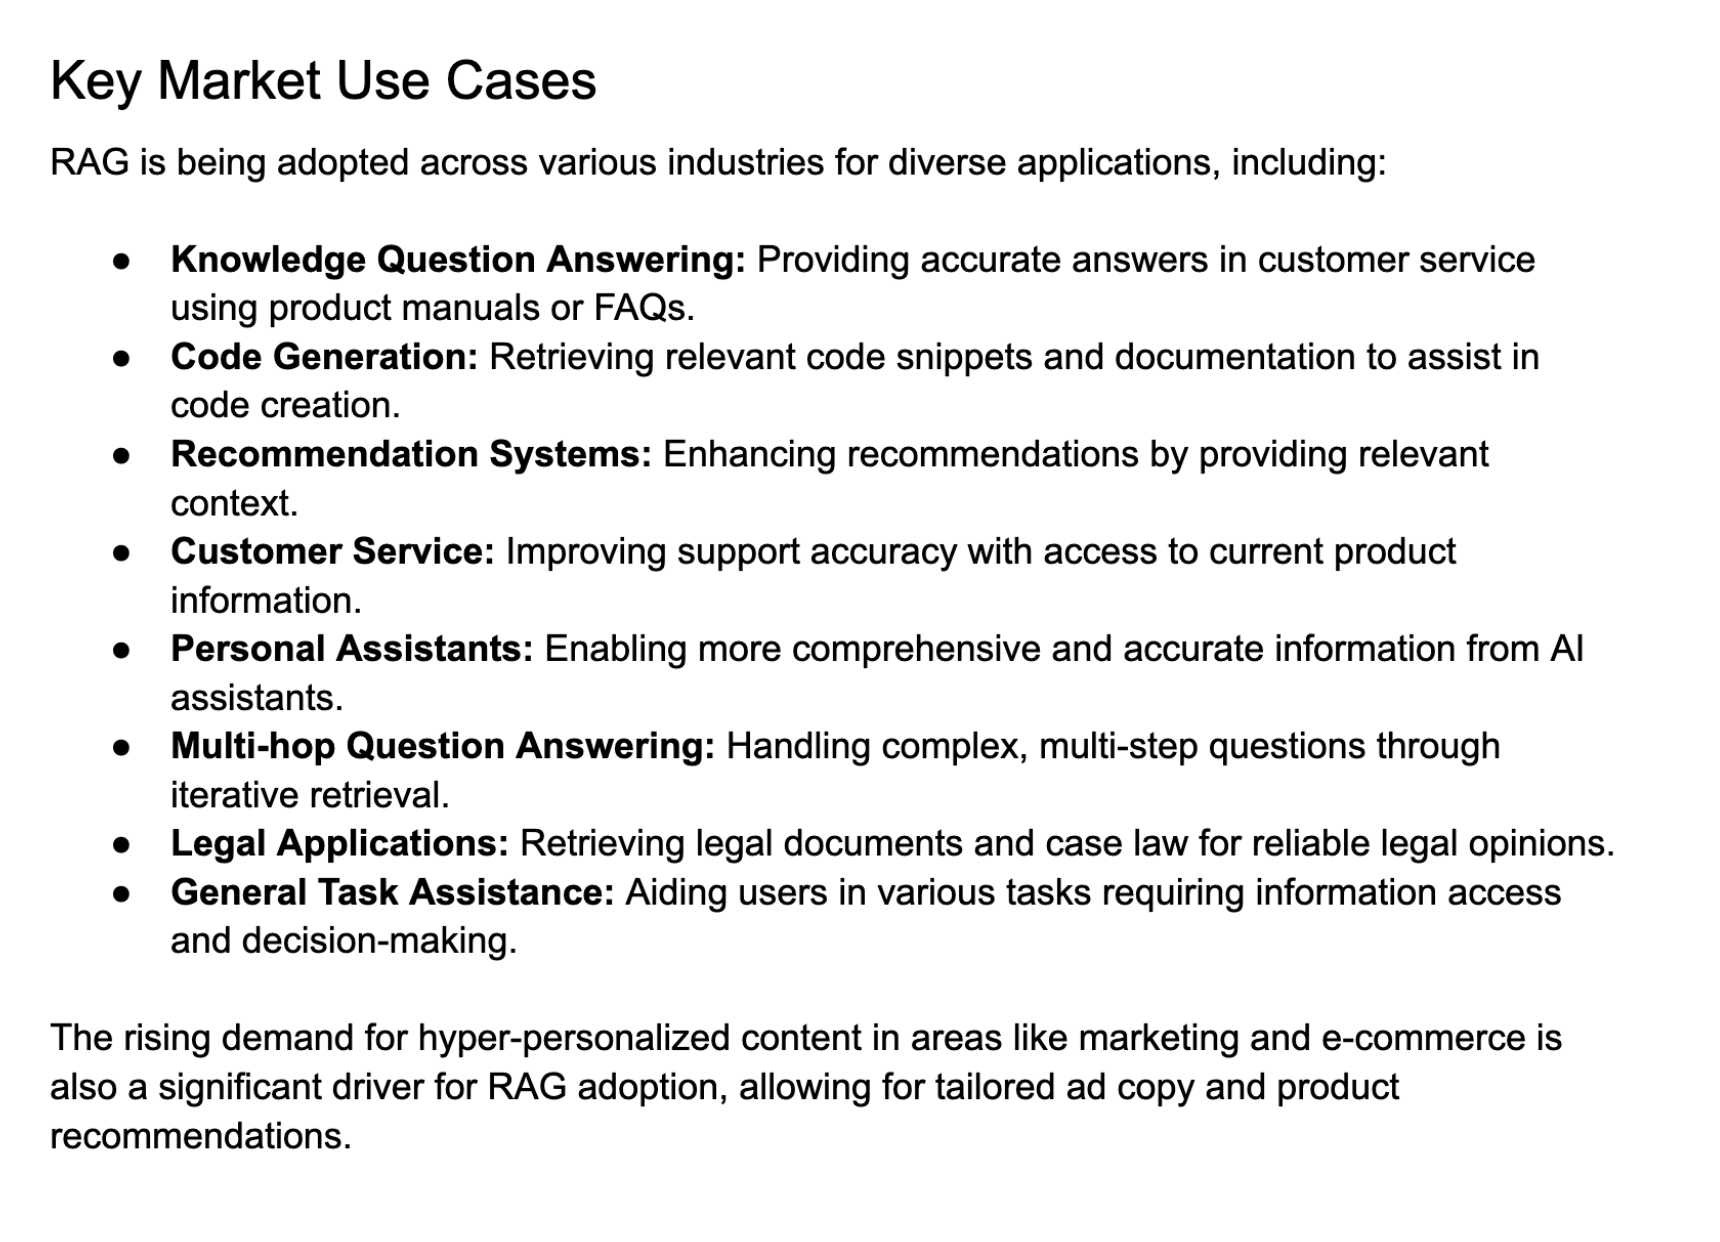 Key Market Use Cases
RAG is being adopted across various industries for diverse applications, including:
● Knowledge Question Answering: Providing accurate answers in customer service
using product manuals or FAQs.
● Code Generation: Retrieving relevant code snippets and documentation to assist in
code creation.
● Recommendation Systems: Enhancing recommendations by providing relevant
context.
● Customer Service: Improving support accuracy with access to current product
information.
● Personal Assistants: Enabling more comprehensive and accurate information from AI
assistants.
● Multi-hop Question Answering: Handling complex, multi-step questions through
iterative retrieval.
● Legal Applications: Retrieving legal documents and case law for reliable legal opinions.
● General Task Assistance: Aiding users in various tasks requiring information access
and decision-making.
The rising demand for hyper-personalized content in areas like marketing and e-commerce is
also a significant driver for RAG adoption, allowing for tailored ad copy and product
recommendations.